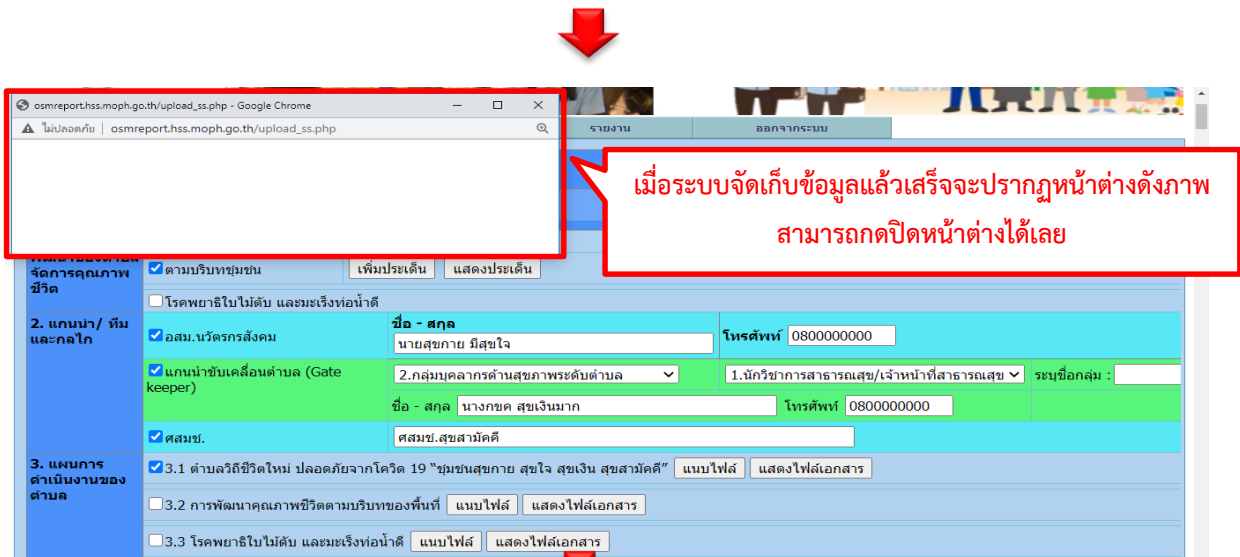 osmreport.hss.moph.go.th/upload_ss.php - Google Chrome
ไม่ปลอดภัย | osmreport.hss.moph.go.th/upload_ss.php
รายงาน ออกจากระบบ
เมื่อระบบจัดเก็บข้อมูลแล้วเสร็จจะปรากฏหน้าต่างดังภาพ
สามารถกดปิดหน้าต่างได้เลย
จัดการคุณภาพ
ชีวิต
ตามบริบทชุมชน เพิ่มประเด็น แสดงประเด็น
โรคพยาธิใบไม้ตับ และมะเร็งท่อน้ำดี
2. แกนนำ/ ทีม
และกลไก
อสม.นวัตรกรสังคม
ชื่อ - สกุล
นายสุขกาย มีสุขใจ
โทรศัพท์ 0800000000
แกนนำขับเคลื่อนตำบล (Gate
keeper)
2.กลุ่มบุคลากรด้านสุขภาพระดับตำบล
1.นักวิชาการสาธารณสุข/เจ้าหน้าที่สาธารณสุข
ระบุชื่อกลุ่ม :
ชื่อ - สกุล นางกขค สุขเงินมาก โทรศัพท์ 0800000000
ศสมช. ศสมช.สุขสามัคคี
3. แผนการ
ดำเนินงานของ
ตำบล
3.1 ตำบลวิถีชีวิตใหม่ ปลอดภัยจากโควิด 19 “ชุมชนสุขกาย สุขใจ สุขเงิน สุขสามัคคี” แนบไฟล์ แสดงไฟล์เอกสาร
3.2 การพัฒนาคุณภาพชีวิตตามบริบทของพื้นที่ แนบไฟล์ แสดงไฟล์เอกสาร
3.3 โรคพยาธิใบไม้ตับ และมะเร็งท่อน้ำดี แนบไฟล์ แสดงไฟล์เอกสาร